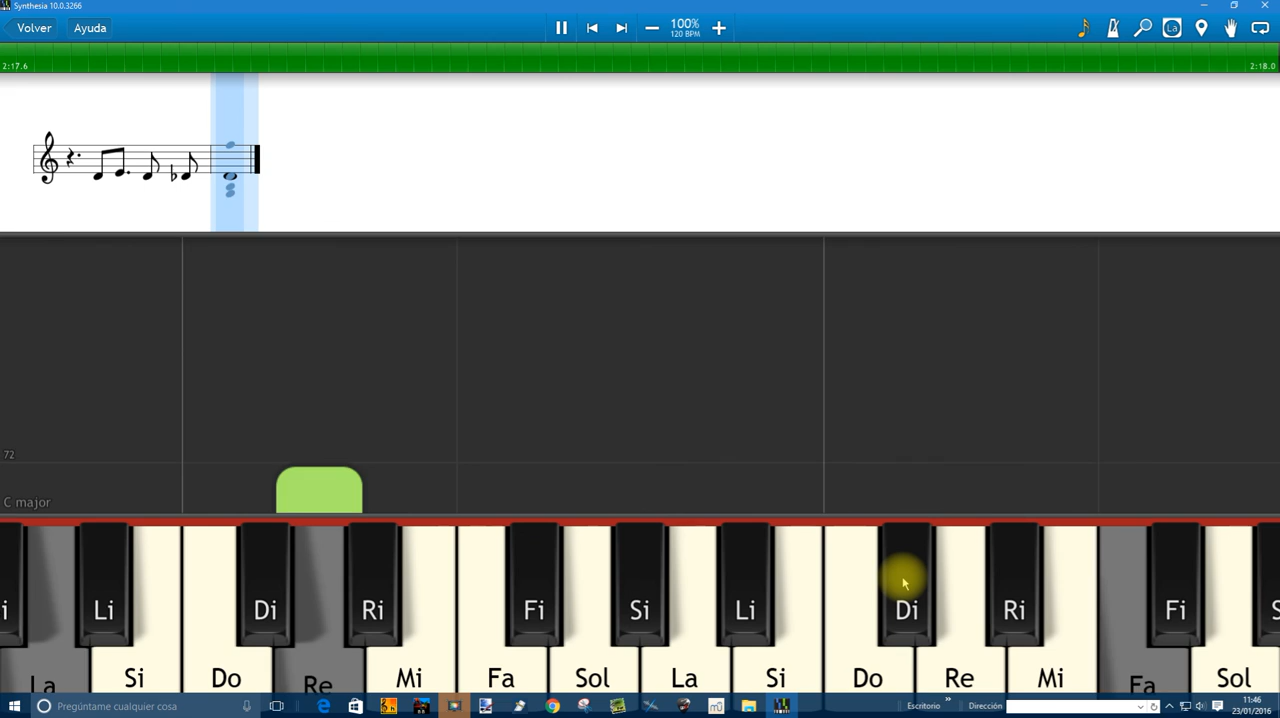 Synthesia 10.0.3266
Volver Ayuda 100% La
120 BPM
2:17.6 2:18.0
72
C major
i Li Di Ri Fi Si Li Di Ri Fi S
La Si Do Re Mi Fa Sol La Si Do Re Mi Fa Sol
Pregúntame cualquier cosa Escritorio » Dirección 11:46
23/01/2016